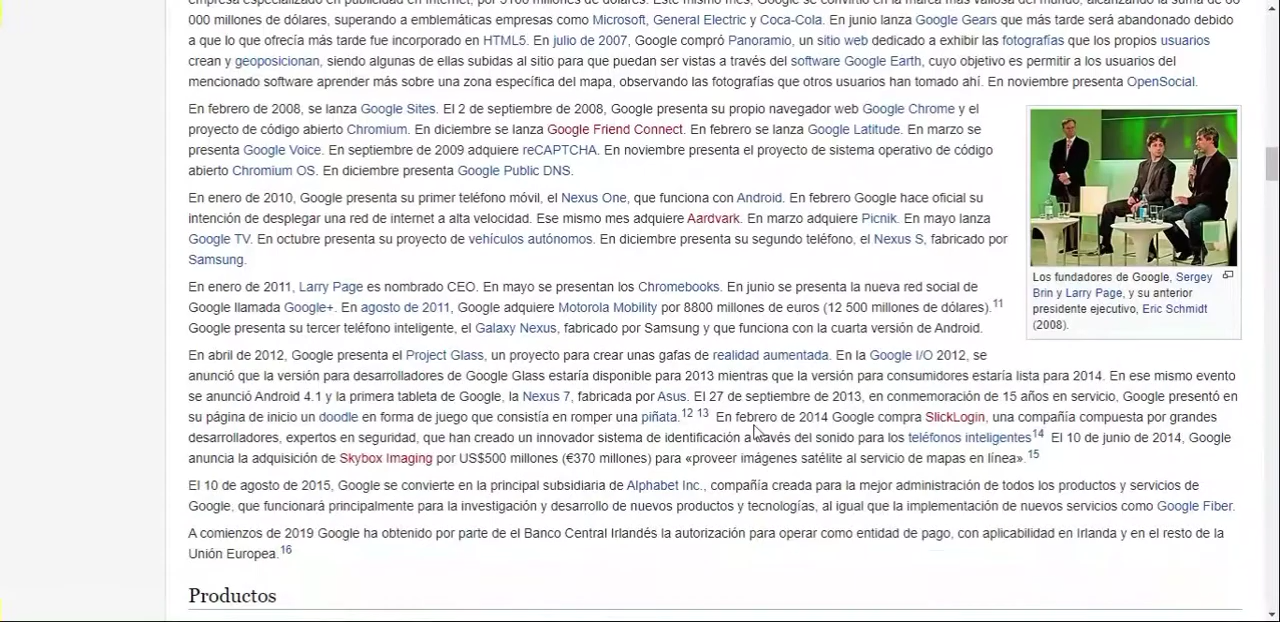 000 millones de dólares, superando a emblemáticas empresas como Microsoft, General Electric y Coca-Cola. En junio lanza Google Gears que más tarde será abandonado debido
a que lo que ofrecía más tarde fue incorporado en HTML5. En julio de 2007, Google compró Panoramio, un sitio web dedicado a exhibir las fotografías que los propios usuarios
crean y geoposicionan, siendo algunas de ellas subidas al sitio para que puedan ser vistas a través del software Google Earth, cuyo objetivo es permitir a los usuarios del
mencionado software aprender más sobre una zona específica del mapa, observando las fotografías que otros usuarios han tomado ahí. En noviembre presenta OpenSocial.
En febrero de 2008, se lanza Google Sites. El 2 de septiembre de 2008, Google presenta su propio navegador web Google Chrome y el
proyecto de código abierto Chromium. En diciembre se lanza Google Friend Connect. En febrero se lanza Google Latitude. En marzo se
presenta Google Voice. En septiembre de 2009 adquiere reCAPTCHA. En noviembre presenta el proyecto de sistema operativo de código
abierto Chromium OS. En diciembre presenta Google Public DNS.
En enero de 2010, Google presenta su primer teléfono móvil, el Nexus One, que funciona con Android. En febrero Google hace oficial su
intención de desplegar una red de internet a alta velocidad. Ese mismo mes adquiere Aardvark. En marzo adquiere Picnik. En mayo lanza
Google TV. En octubre presenta su proyecto de vehículos autónomos. En diciembre presenta su segundo teléfono, el Nexus S, fabricado por
Samsung.
En enero de 2011, Larry Page es nombrado CEO. En mayo se presentan los Chromebooks. En junio se presenta la nueva red social de
Google llamada Google+. En agosto de 2011, Google adquiere Motorola Mobility por 8800 millones de euros (12 500 millones de dólares).11
Google presenta su tercer teléfono inteligente, el Galaxy Nexus, fabricado por Samsung y que funciona con la cuarta versión de Android.
Los fundadores de Google, Sergey
Brin y Larry Page, y su anterior
presidente ejecutivo, Eric Schmidt
(2008).
En abril de 2012, Google presenta el Project Glass, un proyecto para crear unas gafas de realidad aumentada. En la Google I/O 2012, se
anunció que la versión para desarrolladores de Google Glass estaría disponible para 2013 mientras que la versión para consumidores estaría lista para 2014. En ese mismo evento
se anunció Android 4.1 y la primera tableta de Google, la Nexus 7, fabricada por Asus. El 27 de septiembre de 2013, en conmemoración de 15 años en servicio, Google presentó en
su página de inicio un doodle en forma de juego que consistía en romper una piñata.12 13 En febrero de 2014 Google compra SlickLogin, una compañía compuesta por grandes
desarrolladores, expertos en seguridad, que han creado un innovador sistema de identificación a través del sonido para los teléfonos inteligentes14 El 10 de junio de 2014, Google
anuncia la adquisición de Skybox Imaging por US$500 millones (€370 millones) para «proveer imágenes satélite al servicio de mapas en línea».15
El 10 de agosto de 2015, Google se convierte en la principal subsidiaria de Alphabet Inc., compañía creada para la mejor administración de todos los productos y servicios de
Google, que funcionará principalmente para la investigación y desarrollo de nuevos productos y tecnologías, al igual que la implementación de nuevos servicios como Google Fiber.
A comienzos de 2019 Google ha obtenido por parte de el Banco Central Irlandés la autorización para operar como entidad de pago, con aplicabilidad en Irlanda y en el resto de la
Unión Europea.16
Productos